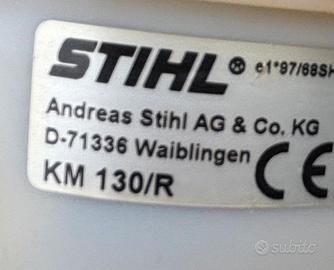 STIHL® e1*97/68SH
Andreas Stihl AG & Co. KG
D-71336 Waiblingen
KM 130/R CE
subito